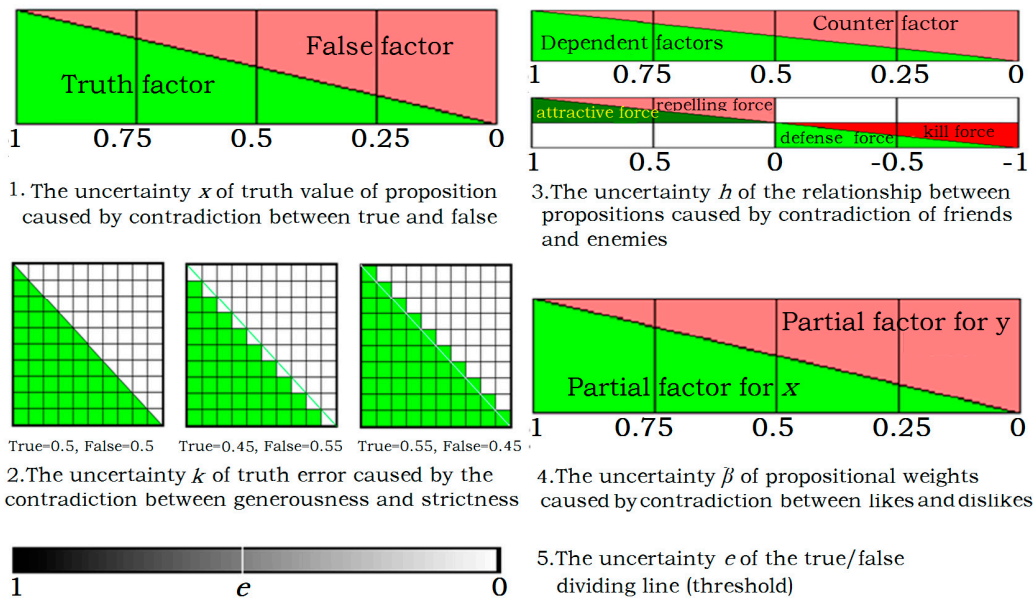 False factor
Truth factor
1 0.75 0.5 0.25 0
1. The uncertainty x of truth value of proposition
caused by contradiction between true and false
Counter factor
Dependent factors
1 0.75 0.5 0.25 0
repelling force
attractive force
defense force
kill force
1 0.5 0 -0.5 -1
3.The uncertainty h of the relationship between
propositions caused by contradiction of friends
and enemies
True=0.5, False=0.5 True=0.45, False=0.55 True=0.55, False=0.45
2.The uncertainty k of truth error caused by the
contradiction between generousness and strictness
Partial factor for y
Partial factor for x
1 0.75 0.5 0.25 0
4.The uncertainty β of propositional weights
caused by contradiction between likes and dislikes
1 e 0
5.The uncertainty e of the true/false
dividing line (threshold)